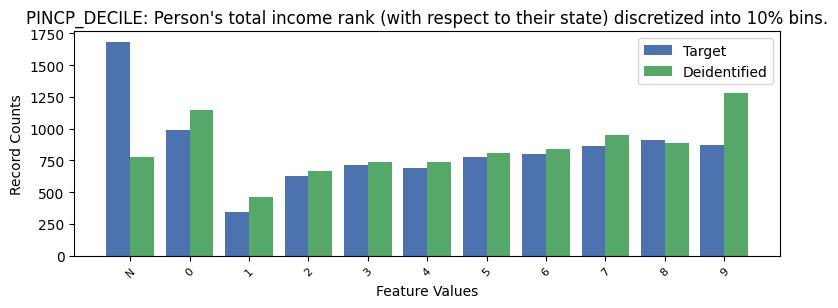 PINCP_DECILE: Person's total income rank (with respect to their state) discretized into 10% bins.
1750
1500
1250
1000
750
500
250
0
Record Counts
Target
Deidentified
N 0 1 2 3 4 5 6 7 8 9
Feature Values